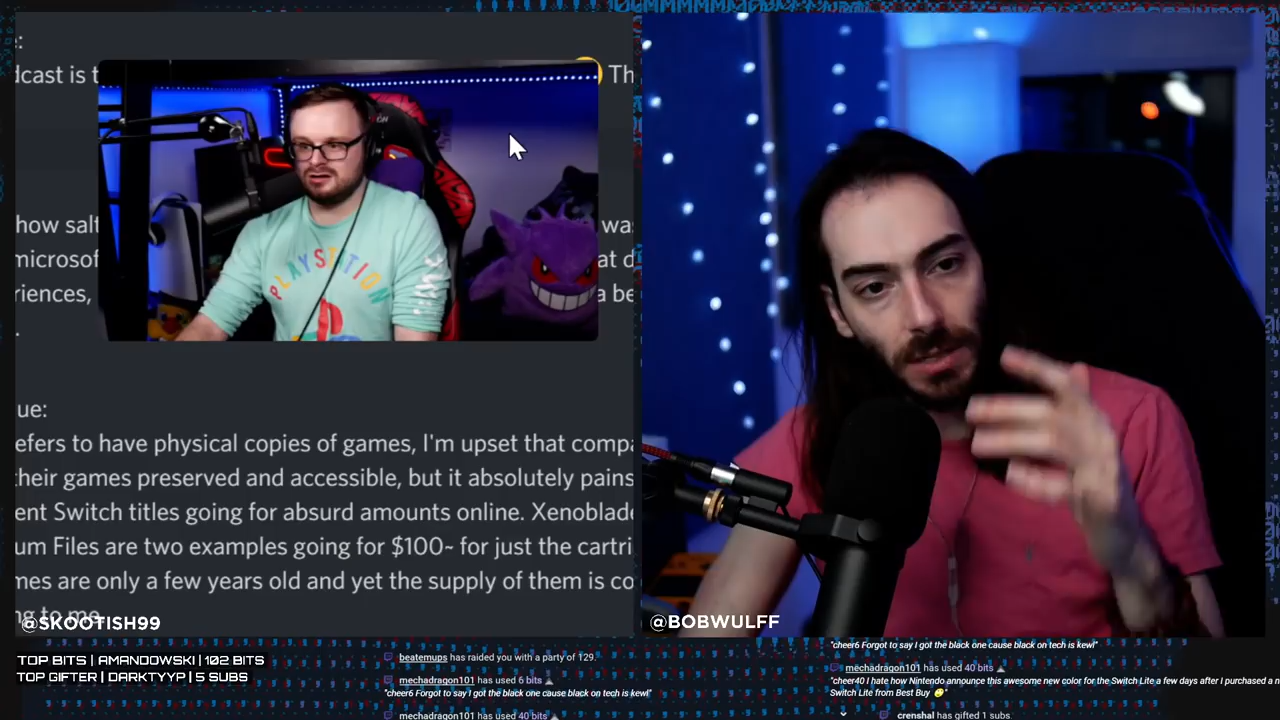 e:
dcast is t
Th
how salt
wa
microsof
at d
riences,
a be
ue:
efers to have physical copies of games, I'm upset that compa
their games preserved and accessible, but it absolutely pains
ent Switch titles going for absurd amounts online. Xenoblade
um Files are two examples going for $100~ for just the cartri
mes are only a few years old and yet the supply of them is co
ng to me
PLAYSTATION
@SKOOTISH99
@BOBWULFF
TOP BITS | AMANDOWSKI | 102 BITS
TOP GIFTER | DARKTYYP | 5 SUBS
beatemups has raided you with a party of 129.
mechadragon101 has used 6 bits
"cheer6 Forgot to say I got the black one cause black on tech is kewl"
mechadragon101 has used 40 bits
"cheer6 Forgot to say I got the black one cause black on tech is kewl"
mechadragon101 has used 40 bits
"cheer40 I hate how Nintendo announce this awesome new color for the Switch Lite a few days after I purchased a n
Switch Lite from Best Buy
crenshal has gifted 1 subs.